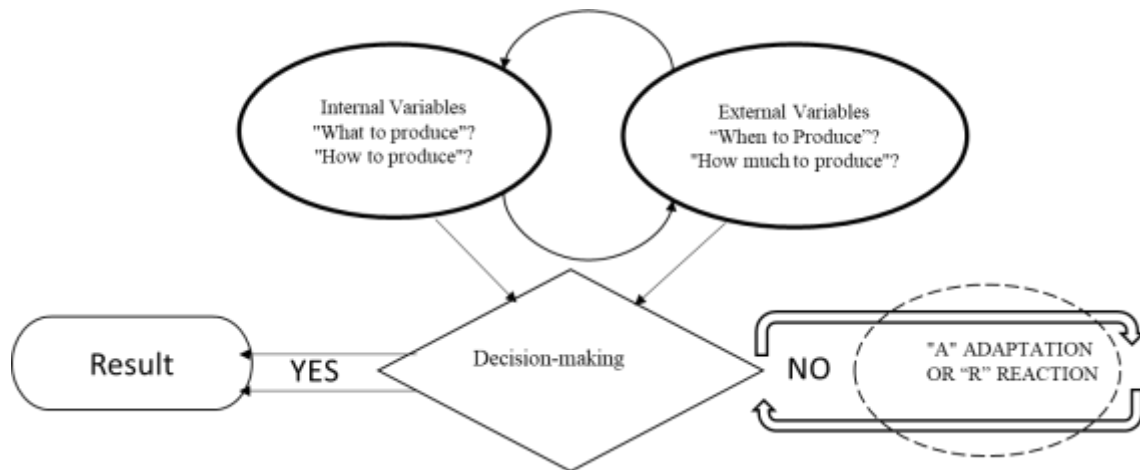 Internal Variables
"What to produce”?
"How to produce"?
External Variables
“When to Produce”?
"How much to produce"?
Decision-making
Result
YES
NO
"A" ADAPTATION
OR “R” REACTION